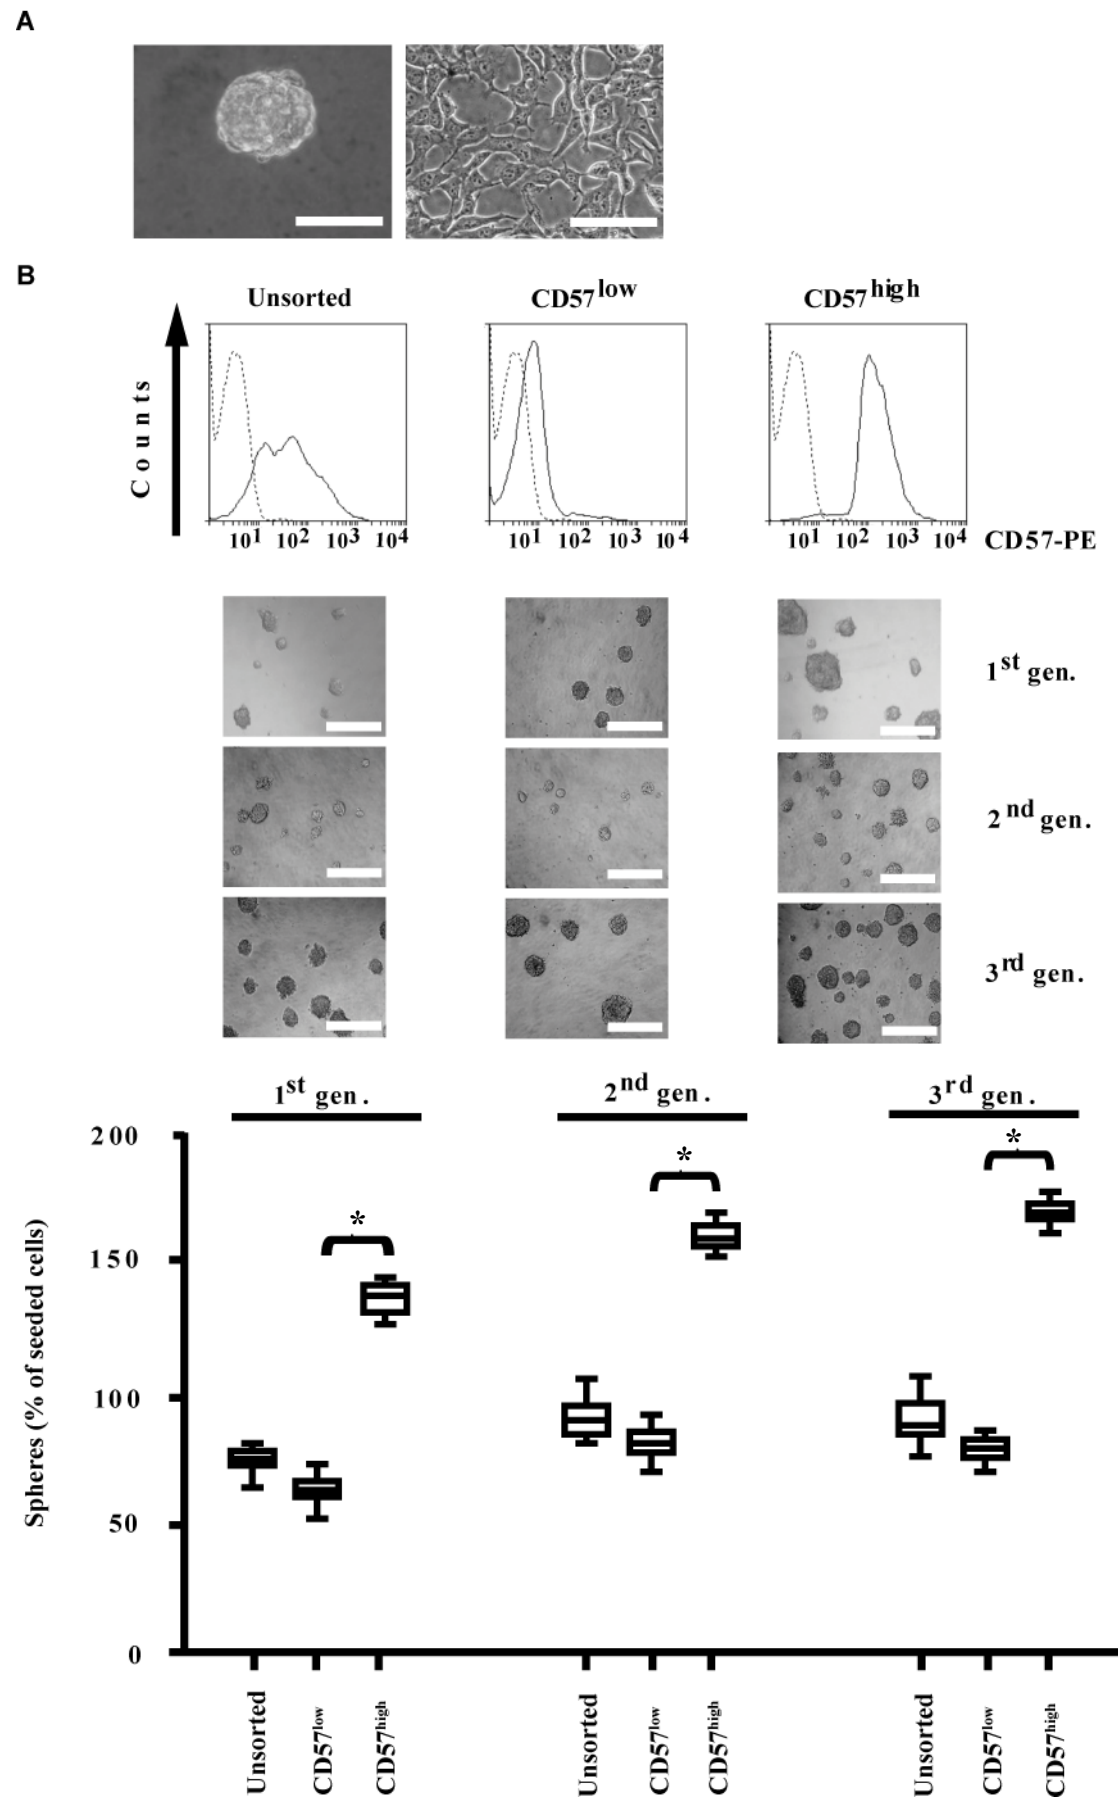 A
B
Unsorted CD57low CD57high
Counts
101 102 103 104 101 102 103 104 101 102 103 104 CD57-PE
1st gen.
2nd gen.
3rd gen.
1st gen. 2nd gen. 3rd gen.
Spheres (% of seeded cells)
200
*
*
*
150
100
50
0
Unsorted CD57low CD57high Unsorted CD57low CD57high Unsorted CD57low CD57high